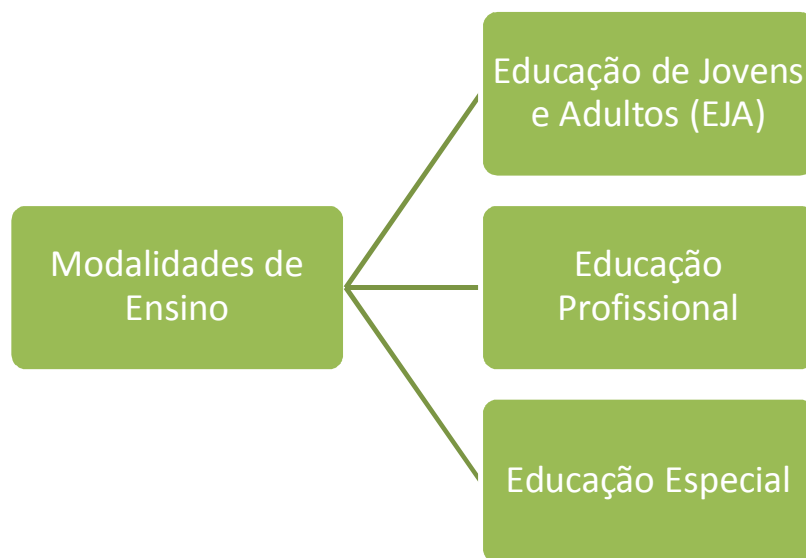 Educação de Jovens
e Adultos (EJA)
Modalidades de
Ensino
Educação
Profissional
Educação Especial